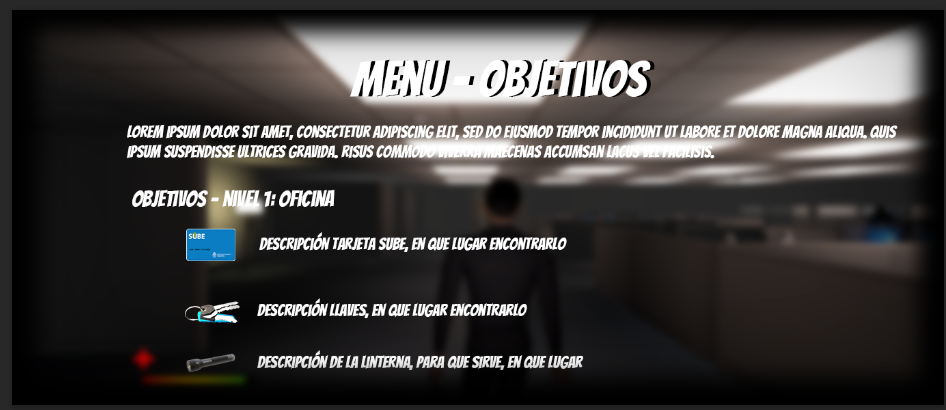 MENU - OBJETIVOS
LOREM IPSUM DOLOR SIT AMET, CONSECTETUR ADIPISCING ELIT, SED DO EIUSMOD TEMPOR INCIDIDUNT UT LABORE ET DOLORE MAGNA ALIQUA. QUIS
IPSUM SUSPENDISSE ULTRICES GRAVIDA. RISUS COMMODO VIVERRA MAECENAS ACCUMSAN LACUS VEL FACILISIS.
OBJETIVOS - NIVEL 1: OFICINA
SUBE
DESCRIPCIÓN TARJETA SUBE, EN QUE LUGAR ENCONTRARLO
DESCRIPCIÓN LLAVES, EN QUE LUGAR ENCONTRARLO
DESCRIPCIÓN DE LA LINTERNA, PARA QUE SIRVE, EN QUE LUGAR